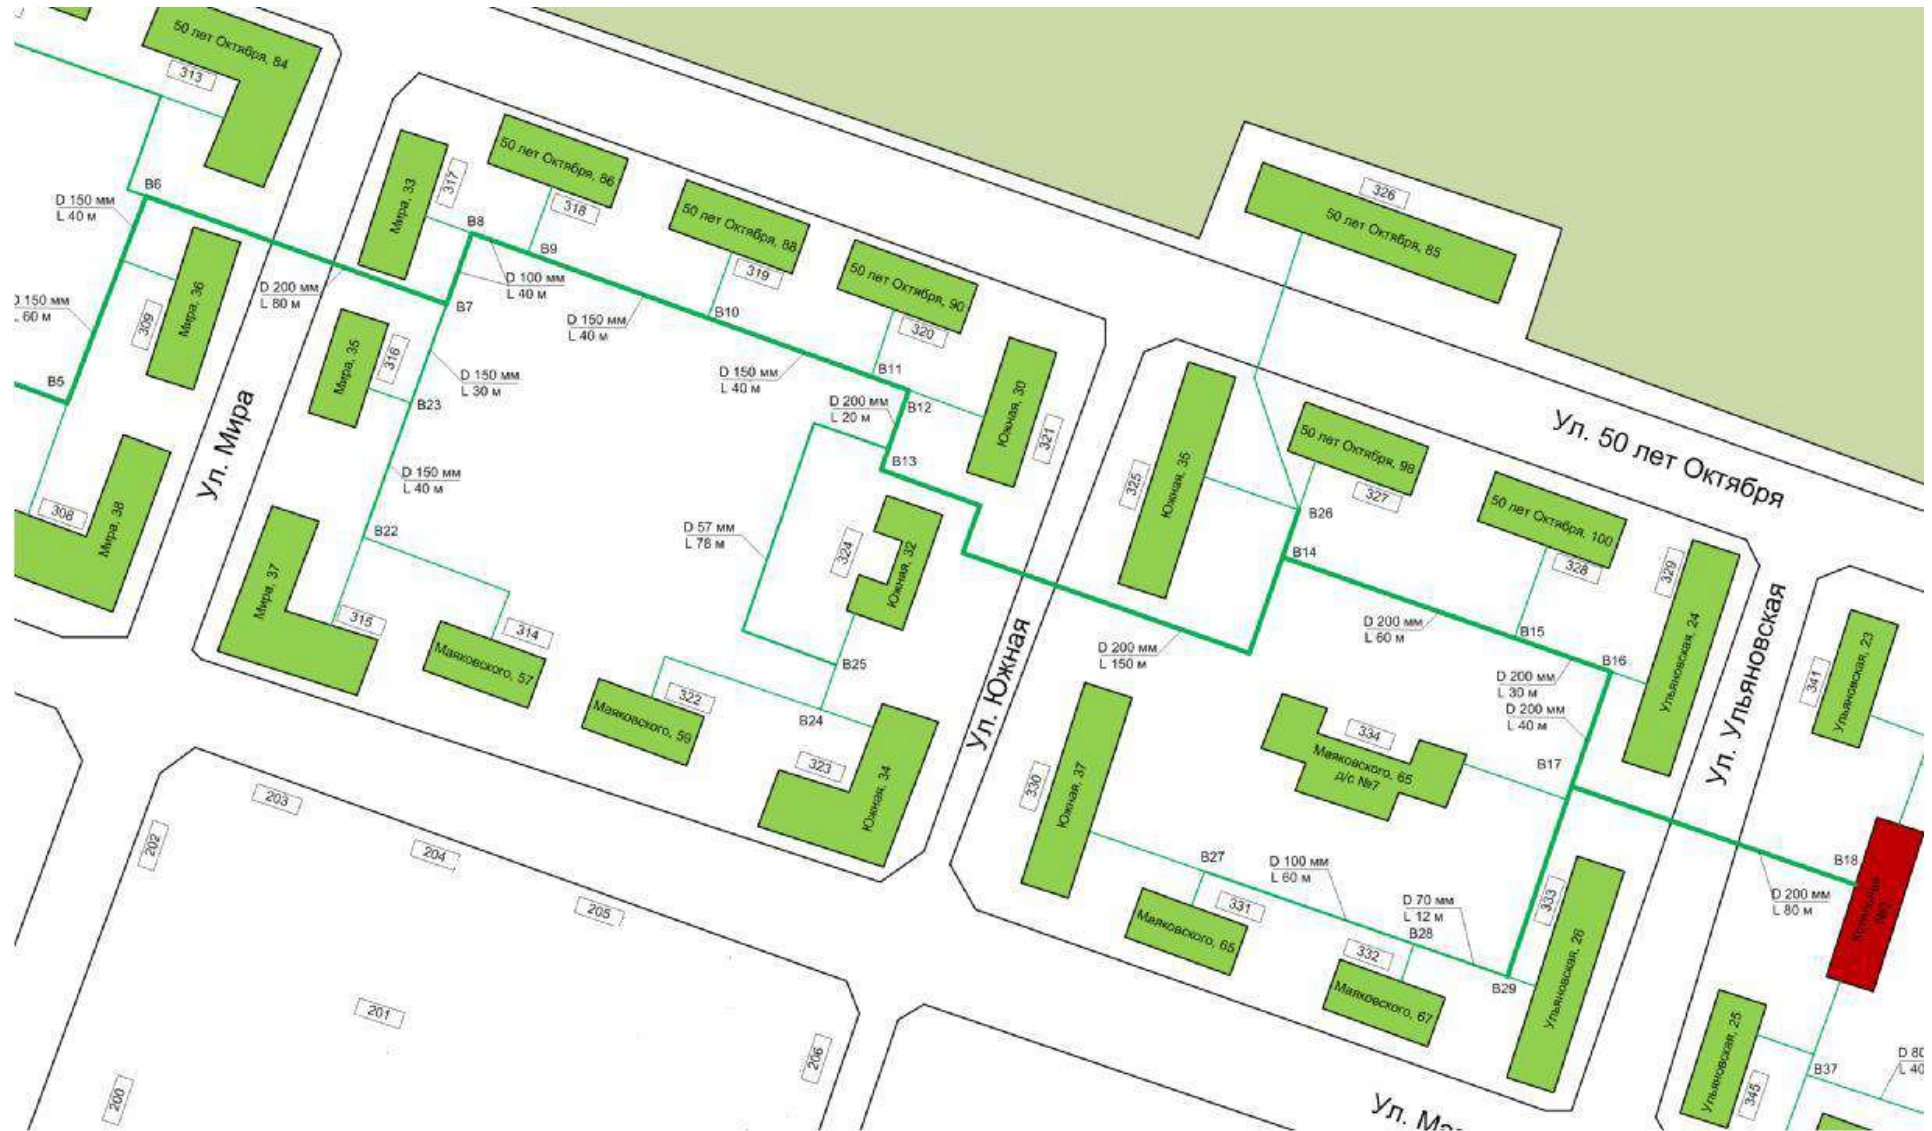 50 лет Октября, 84
313
B6
D 150 мм
L 40 м
Мира, 36
309
150 мм
60 м
B5
308
Мира, 38
Ул. Мира
Мира, 33
317
50 лет Октября, 86
318
B8
B9
D 100 мм
L 40 м
D 200 мм
L 80 м
B7
50 лет Октября, 88
319
B10
D 150 мм
L 40 м
50 лет Октября, 90
320
B11
D 150 мм
L 40 м
B12
D 200 мм
L 20 м
B13
Южная, 30
321
Мира, 35
316
D 150 мм
L 30 м
B23
D 150 мм
L 40 м
B22
Мира, 37
315
314
Маяковского, 57
D 57 мм
L 78 м
324
Южная, 32
B25
322
Маяковского, 59
B24
323
Южная, 34
Ул. Южная
326
50 лет Октября, 85
Ул. 50 лет Октября
325
Южная, 35
50 лет Октября, 98
327
B26
B14
50 лет Октября, 100
328
329
Ульяновская, 24
D 200 мм
L 60 м
B15
B16
D 200 мм
L 150 м
D 200 мм
L 30 м
D 200 мм
L 40 м
B17
Ул. Ульяновская
341
Ульяновская, 23
334
Маяковского, 65
д/с №7
330
Южная, 37
B27
D 100 мм
L 60 м
331
Маяковского, 65
D 70 мм
L 12 м
B28
332
Маяковского, 67
B29
333
Ульяновская, 26
B18
D 200 мм
L 80 м
Ульяновская, 25
345
B37
D 80
L 40
203
202
204
205
201
200
206
Ул. Ма